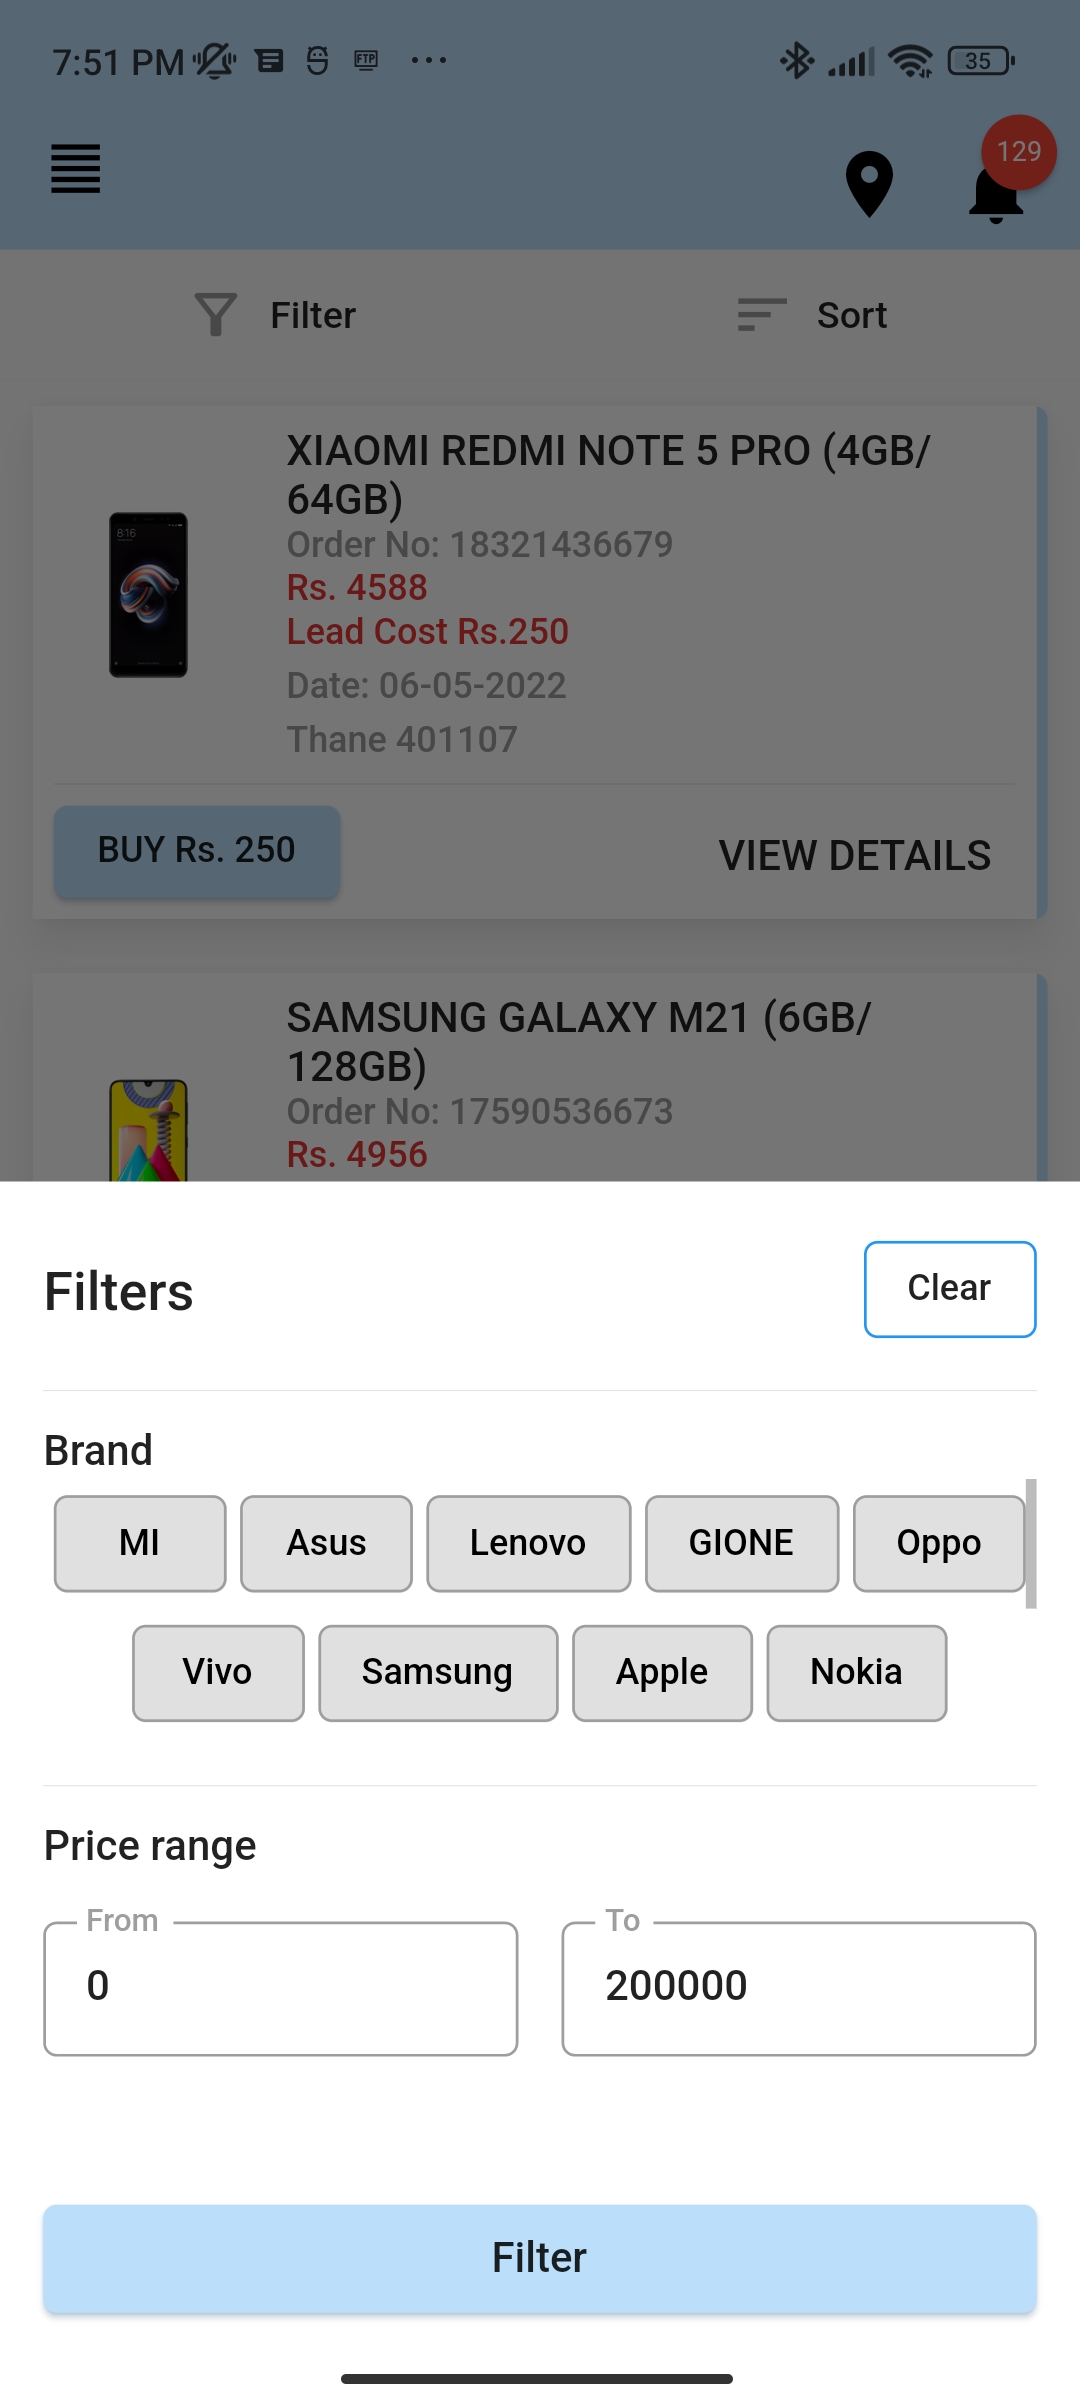 7:51 PM
35
129
Filter
Sort
XIAOMI REDMI NOTE 5 PRO (4GB/
64GB)
Order No: 18321436679
Rs. 4588
Lead Cost Rs.250
Date: 06-05-2022
Thane 401107
BUY Rs. 250
VIEW DETAILS
8:16
SAMSUNG GALAXY M21 (6GB/
128GB)
Order No: 17590536673
Rs. 4956
Filters
Clear
Brand
MI
Asus
Lenovo
GIONE
Oppo
Vivo
Samsung
Apple
Nokia
Price range
From
0
To
200000
Filter
FTP